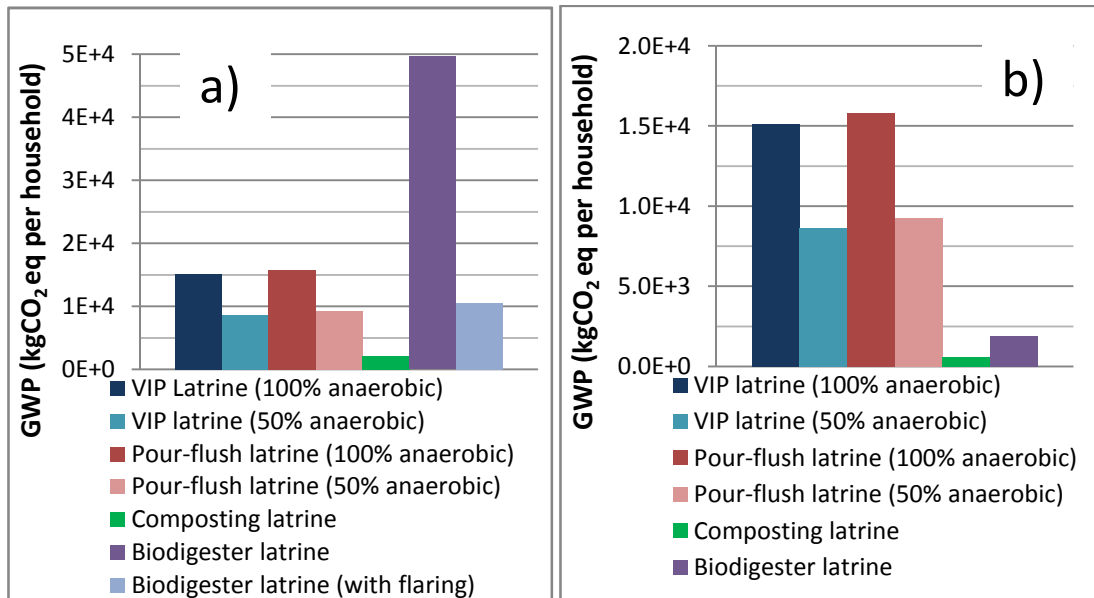 a)
GWP (kgCO₂ eq per household)
5E+4
4E+4
3E+4
2E+4
1E+4
0E+0
VIP Latrine (100% anaerobic)
VIP latrine (50% anaerobic)
Pour-flush latrine (100% anaerobic)
Pour-flush latrine (50% anaerobic)
Composting latrine
Biodigester latrine
Biodigester latrine (with flaring)
b)
GWP (kgCO₂ eq per household)
2.0E+4
1.5E+4
1.0E+4
5.0E+3
0.0E+0
VIP latrine (100% anaerobic)
VIP latrine (50% anaerobic)
Pour-flush latrine (100% anaerobic)
Pour-flush latrine (50% anaerobic)
Composting latrine
Biodigester latrine